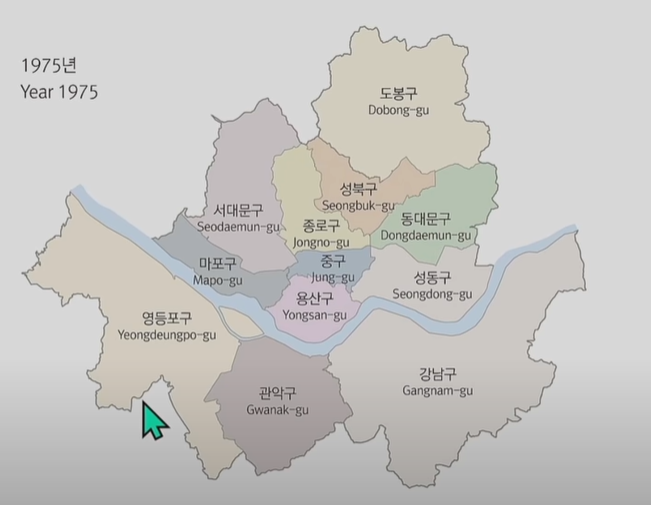 1975년
Year 1975
도봉구
Dobong-gu
성북구
Seongbuk-gu
서대문구
Seodaemun-gu
종로구
Jongno-gu
동대문구
Dongdaemun-gu
마포구
Mapo-gu
중구
Jung-gu
성동구
Seongdong-gu
용산구
Yongsan-gu
영등포구
Yeongdeungpo-gu
관악구
Gwanak-gu
강남구
Gangnam-gu